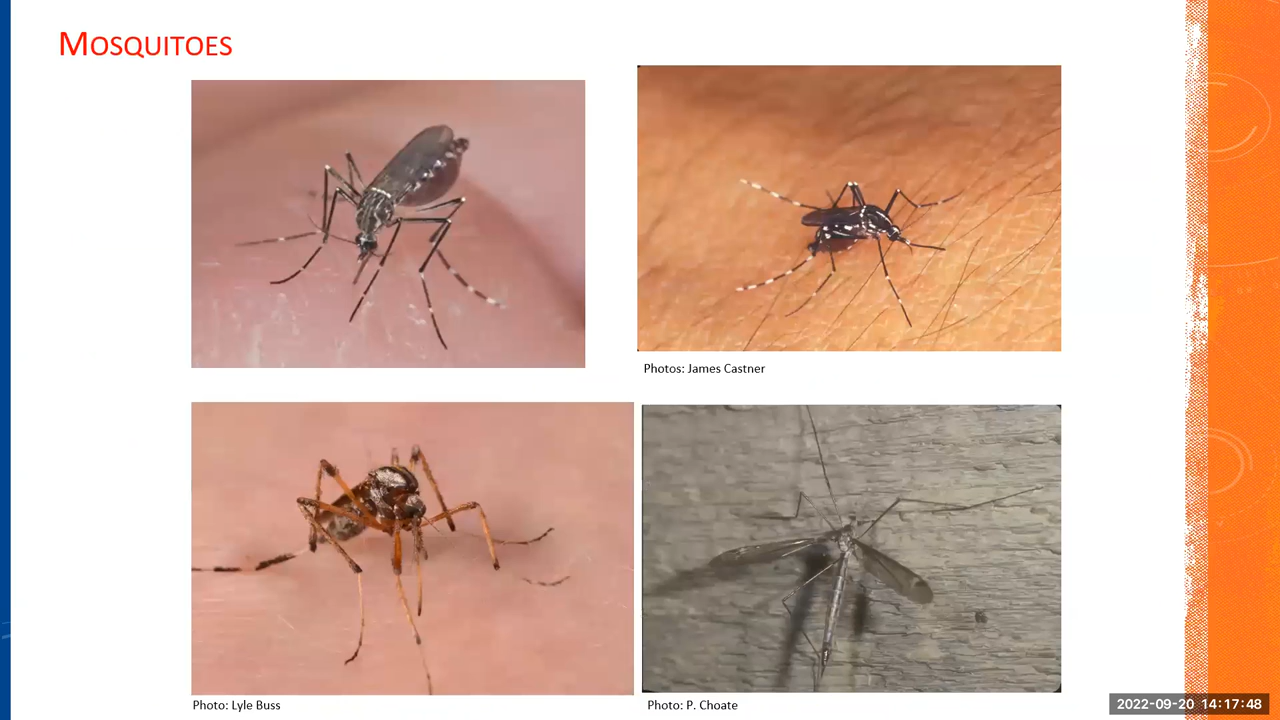 MOSQUITOES
Photos: James Castner
Photo: Lyle Buss
Photo: P. Choate
2022-09-20 14:17:48